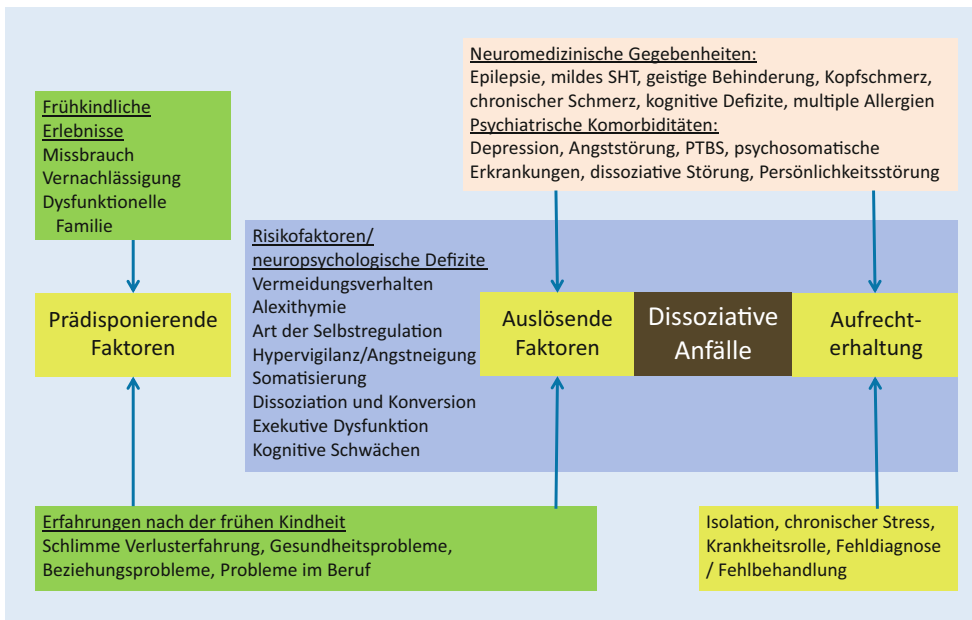 Frühkindliche
Erlebnisse
Missbrauch
Vernachlässigung
Dysfunktionelle
Familie
Neuromedizinische Gegebenheiten:
Epilepsie, mildes SHT, geistige Behinderung, Kopfschmerz,
chronischer Schmerz, kognitive Defizite, multiple Allergien
Psychiatrische Komorbiditäten:
Depression, Angststörung, PTBS, psychosomatische
Erkrankungen, dissoziative Störung, Persönlichkeitsstörung
Prädisponierende
Faktoren
Risikofaktoren/
neuropsychologische Defizite
Vermeidungsverhalten
Alexithymie
Art der Selbstregulation
Hypervigilanz/Angstneigung
Somatisierung
Dissoziation und Konversion
Exekutive Dysfunktion
Kognitive Schwächen
Auslösende
Faktoren
Dissoziative
Anfälle
Aufrecht-
erhaltung
Erfahrungen nach der frühen Kindheit
Schlimme Verlusterfahrung, Gesundheitsprobleme,
Beziehungsprobleme, Probleme im Beruf
Isolation, chronischer Stress,
Krankheitsrolle, Fehldiagnose
/ Fehlbehandlung